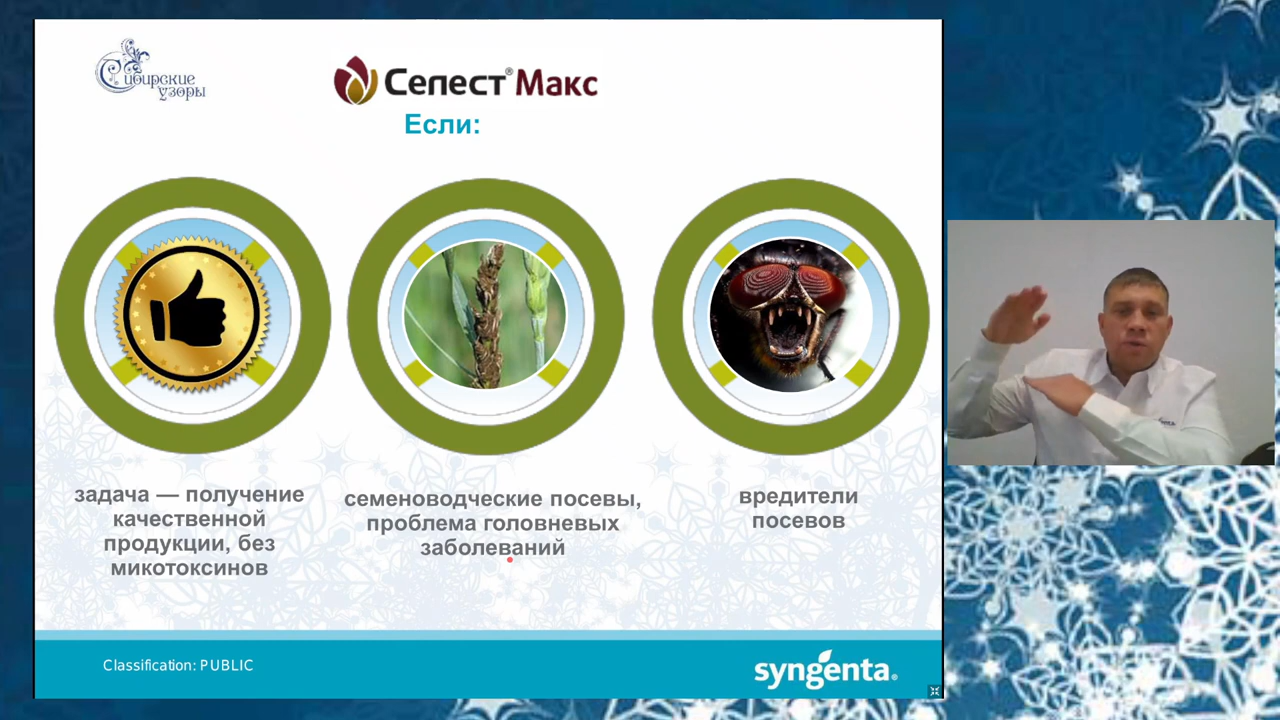 Сибирские
узоры
Селест® Макс
Если:
задача — получение
качественной
продукции, без
микотоксинов
семеноводческие посевы,
проблема головневых
заболеваний
вредители
посевов
Classification: PUBLIC
syngenta®